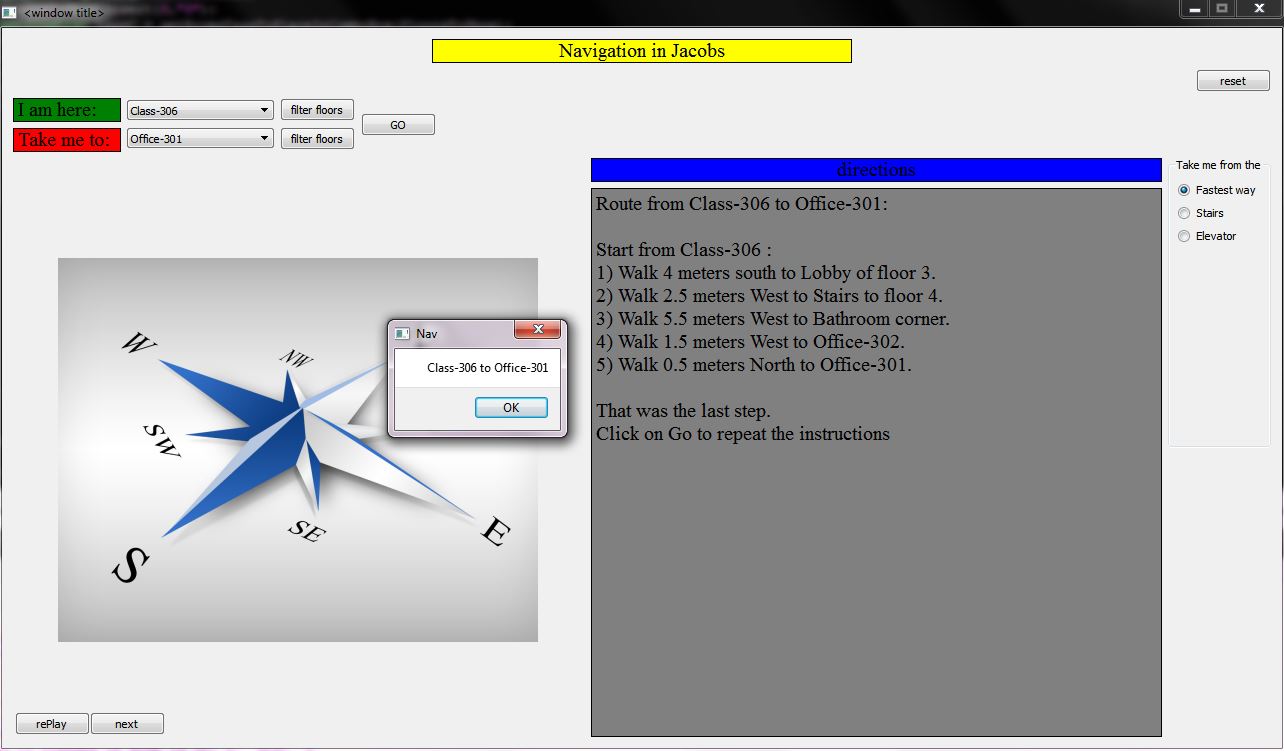 <window title>
Navigation in Jacobs
reset
I am here:
Class-306
filter floors
Take me to:
Office-301
filter floors
GO
directions
Take me from the
Fastest way
Stairs
Elevator
Route from Class-306 to Office-301:
Start from Class-306 :
1) Walk 4 meters south to Lobby of floor 3.
2) Walk 2.5 meters West to Stairs to floor 4.
3) Walk 5.5 meters West to Bathroom corner.
4) Walk 1.5 meters West to Office-302.
5) Walk 0.5 meters North to Office-301.
That was the last step.
Click on Go to repeat the instructions
W
NW
SW
SE
E
S
Nav
Class-306 to Office-301
OK
rePlay
next